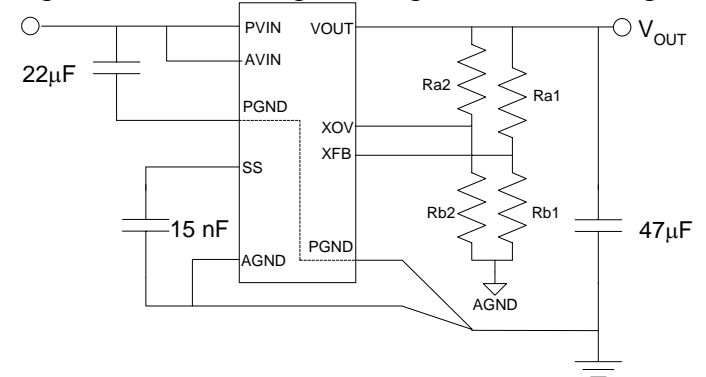 PVIN VOUT V_OUT
AVIN
22μF
Ra2 Ra1
PGND
XOV
XFB
SS
Rb2 Rb1
15 nF 47μF
PGND
AGND
AGND